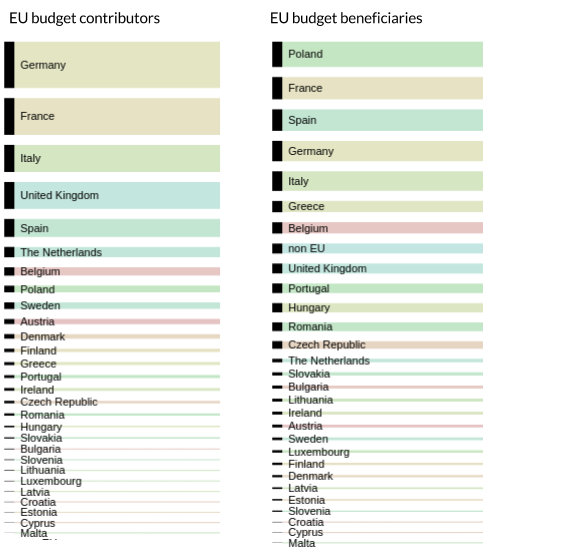 EU budget contributors
Germany
France
Italy
United Kingdom
Spain
The Netherlands
Belgium
Poland
Sweden
Austria
Denmark
Finland
Greece
Portugal
Ireland
Czech Republic
Romania
Hungary
Slovakia
Bulgaria
Slovenia
Lithuania
Luxembourg
Latvia
Croatia
Estonia
Cyprus
Malta
EU budget beneficiaries
Poland
France
Spain
Germany
Italy
Greece
Belgium
non EU
United Kingdom
Portugal
Hungary
Romania
Czech Republic
The Netherlands
Slovakia
Bulgaria
Lithuania
Ireland
Austria
Sweden
Luxembourg
Finland
Denmark
Latvia
Estonia
Slovenia
Croatia
Cyprus
Malta